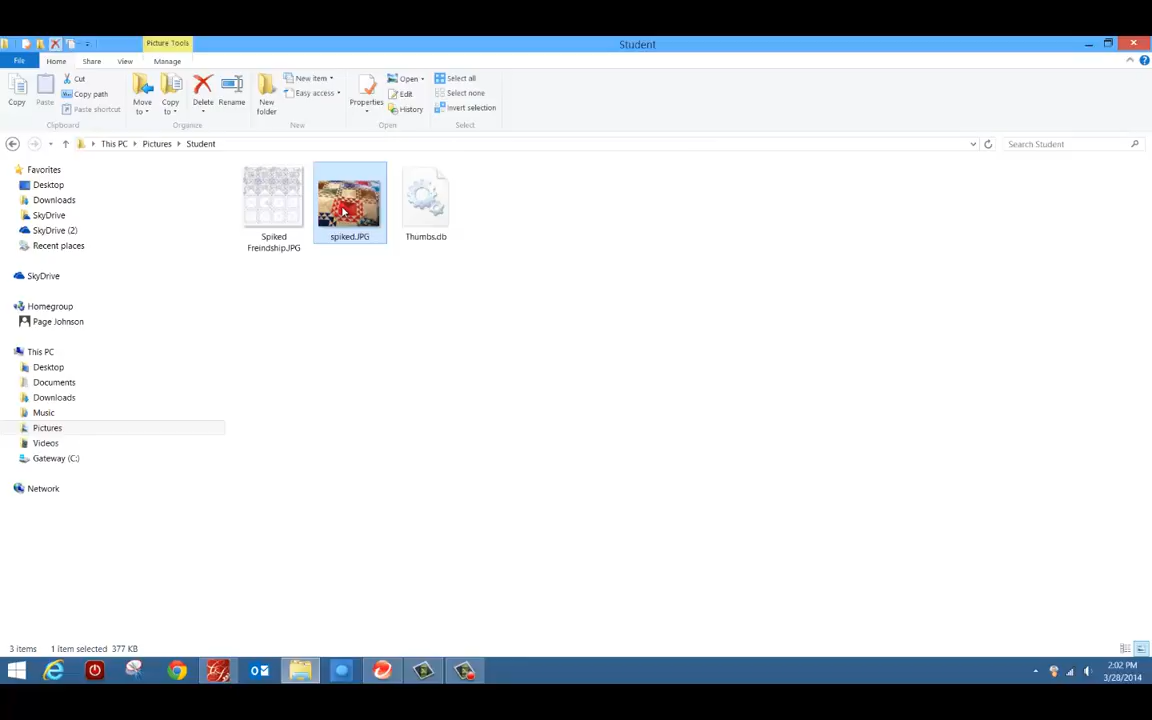 Picture Tools
Student
File
Home
Share
View
Manage
Copy
Paste
Cut
Copy path
Paste shortcut
Clipboard
Move to
Copy to
Delete
Rename
Organize
New folder
New item
Easy access
New
Properties
Open
Edit
History
Open
Select all
Select none
Invert selection
Select
This PC
Pictures
Student
Search Student
Favorites
Desktop
Downloads
SkyDrive
SkyDrive (2)
Recent places
SkyDrive
Homegroup
Page Johnson
This PC
Desktop
Documents
Downloads
Music
Pictures
Videos
Gateway (C:)
Network
Spiked
Freindship.JPG
spiked.JPG
Thumbs.db
3 items
1 item selected 377 KB
2:02 PM
3/28/2014